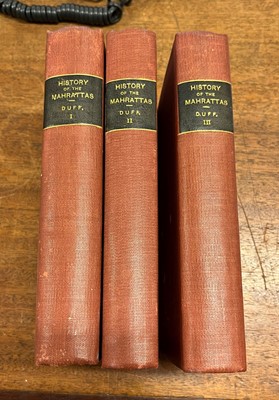 HISTORY
OF THE
MAHRATTAS
DUFF,
I
HISTORY
OF THE
MAHRATTAS
DUFF.
II
HISTORY
OF THE
MAHRATTAS
DUFF.
III